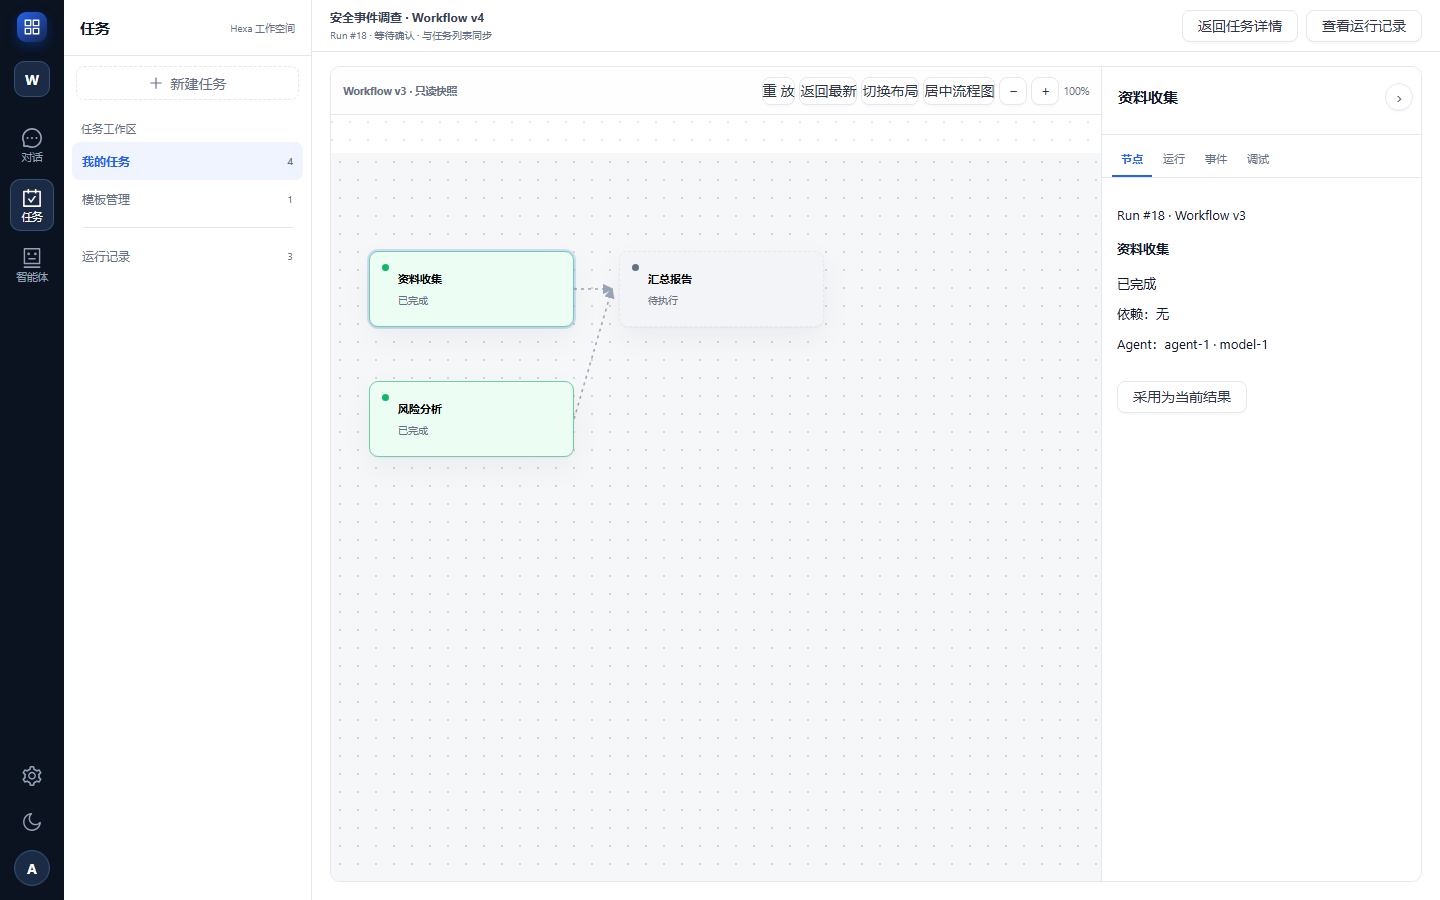 W
对话
任务
智能体
A
任务
Hexa 工作空间
新建任务
任务工作区
我的任务
4
模板管理
1
运行记录
3
安全事件调查 · Workflow v4
Run #18 · 等待确认 · 与任务列表同步
返回任务详情
查看运行记录
Workflow v3 · 只读快照
重 放
返回最新
切换布局
居中流程图
−
+
100%
资料收集
已完成
汇总报告
待执行
风险分析
已完成
资料收集
›
节点
运行
事件
调试
Run #18 · Workflow v3
资料收集
已完成
依赖：无
Agent：agent-1 · model-1
采用为当前结果